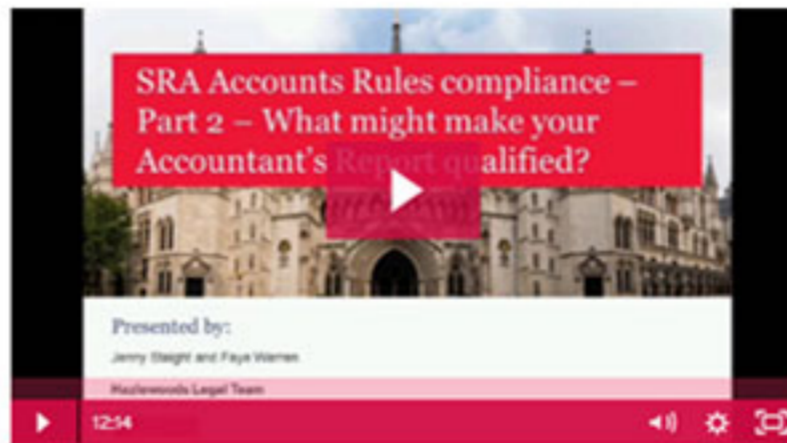 SRA Accounts Rules compliance –
Part 2 – What might make your
Accountant's Report qualified?
Presented by:
Jenny Staight and Faye Warren
Hazlewoods Legal Team
12:14